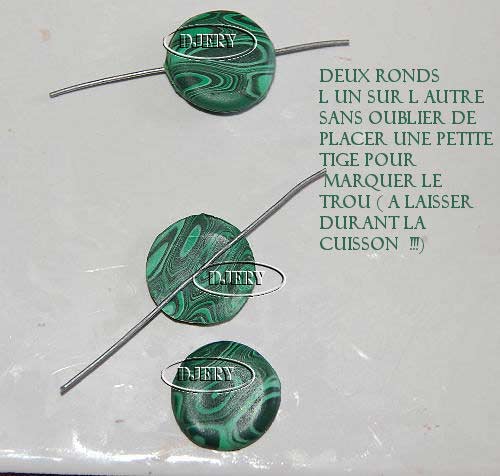 DJERY
DEUX RONDS
L UN SUR L AUTRE
SANS OUBLIER DE
PLACER UNE PETITE
TIGE POUR
MARQUER LE
TROU ( A LAISSER
DURANT LA
CUISSON !!!)
DJERY
DJERY